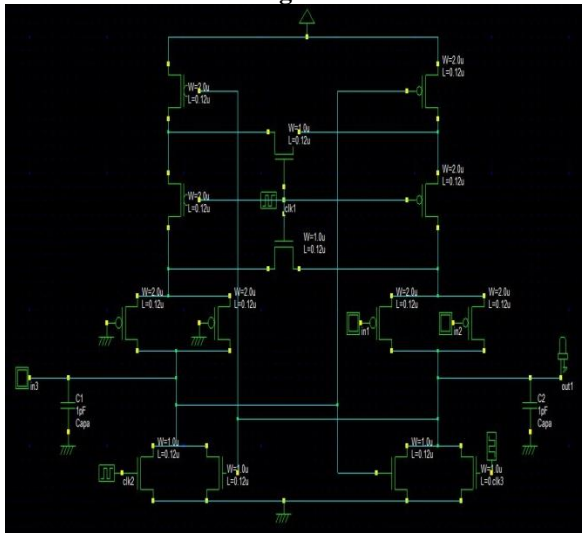 W=2.0u
L=0.12u
W=2.0u
L=0.12u
W=1.0u
L=0.12u
W=2.0u
L=0.12u
W=2.0u
L=0.12u
clk1
W=1.0u
L=0.12u
W=2.0u
L=0.12u
W=2.0u
L=0.12u
W=2.0u
L=0.12u
W=2.0u
L=0.12u
in1
in2
in3
out1
C1
1pF
Capa
C2
1pF
Capa
W=1.0u
L=0.12u
W=1.0u
L=0.12u
W=1.0u
L=0.12u
W=1.0u
L=0.clk3
clk2